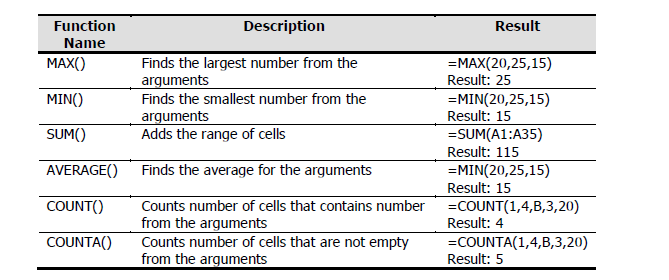 Function Name Description Result
MAX() Finds the largest number from the =MAX(20,25,15)
arguments Result: 25
MIN() Finds the smallest number from the =MIN(20,25,15)
arguments Result: 15
SUM() Adds the range of cells =SUM(A1:A35)
Result: 115
AVERAGE() Finds the average for the arguments =MIN(20,25,15)
Result: 15
COUNT() Counts number of cells that contains number =COUNT(1,4,B,3,20)
from the arguments Result: 4
COUNTA() Counts number of cells that are not empty =COUNTA(1,4,B,3,20)
from the arguments Result: 5